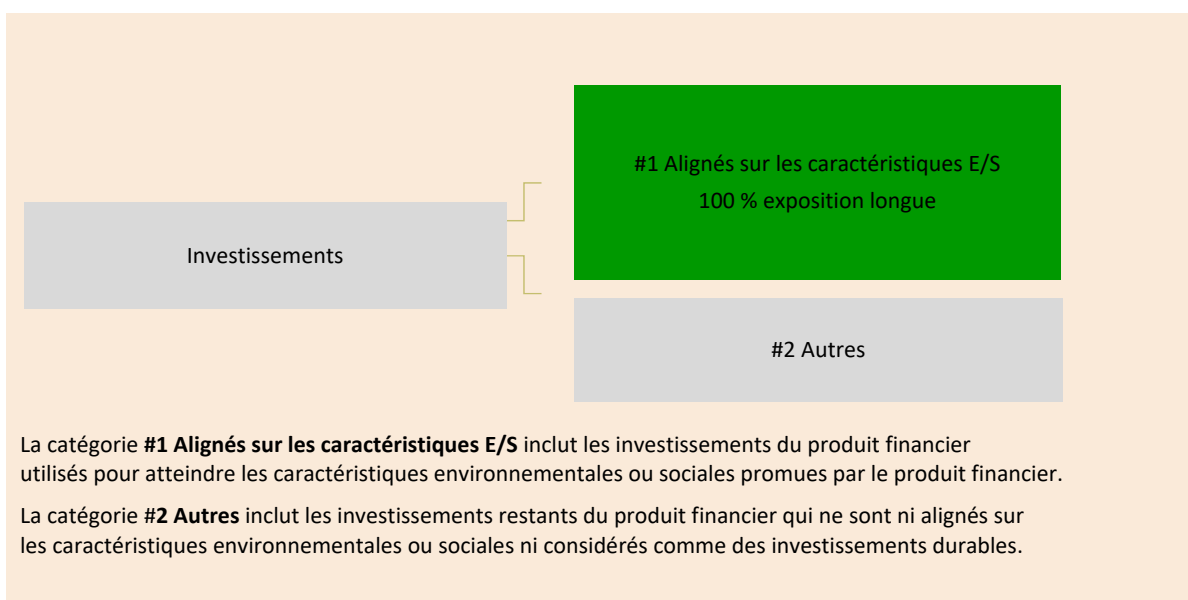 #1 Alignés sur les caractéristiques E/S
100 % exposition longue
Investissements
#2 Autres
La catégorie #1 Alignés sur les caractéristiques E/S inclut les investissements du produit financier
utilisés pour atteindre les caractéristiques environnementales ou sociales promues par le produit financier.
La catégorie #2 Autres inclut les investissements restants du produit financier qui ne sont ni alignés sur
les caractéristiques environnementales ou sociales ni considérés comme des investissements durables.